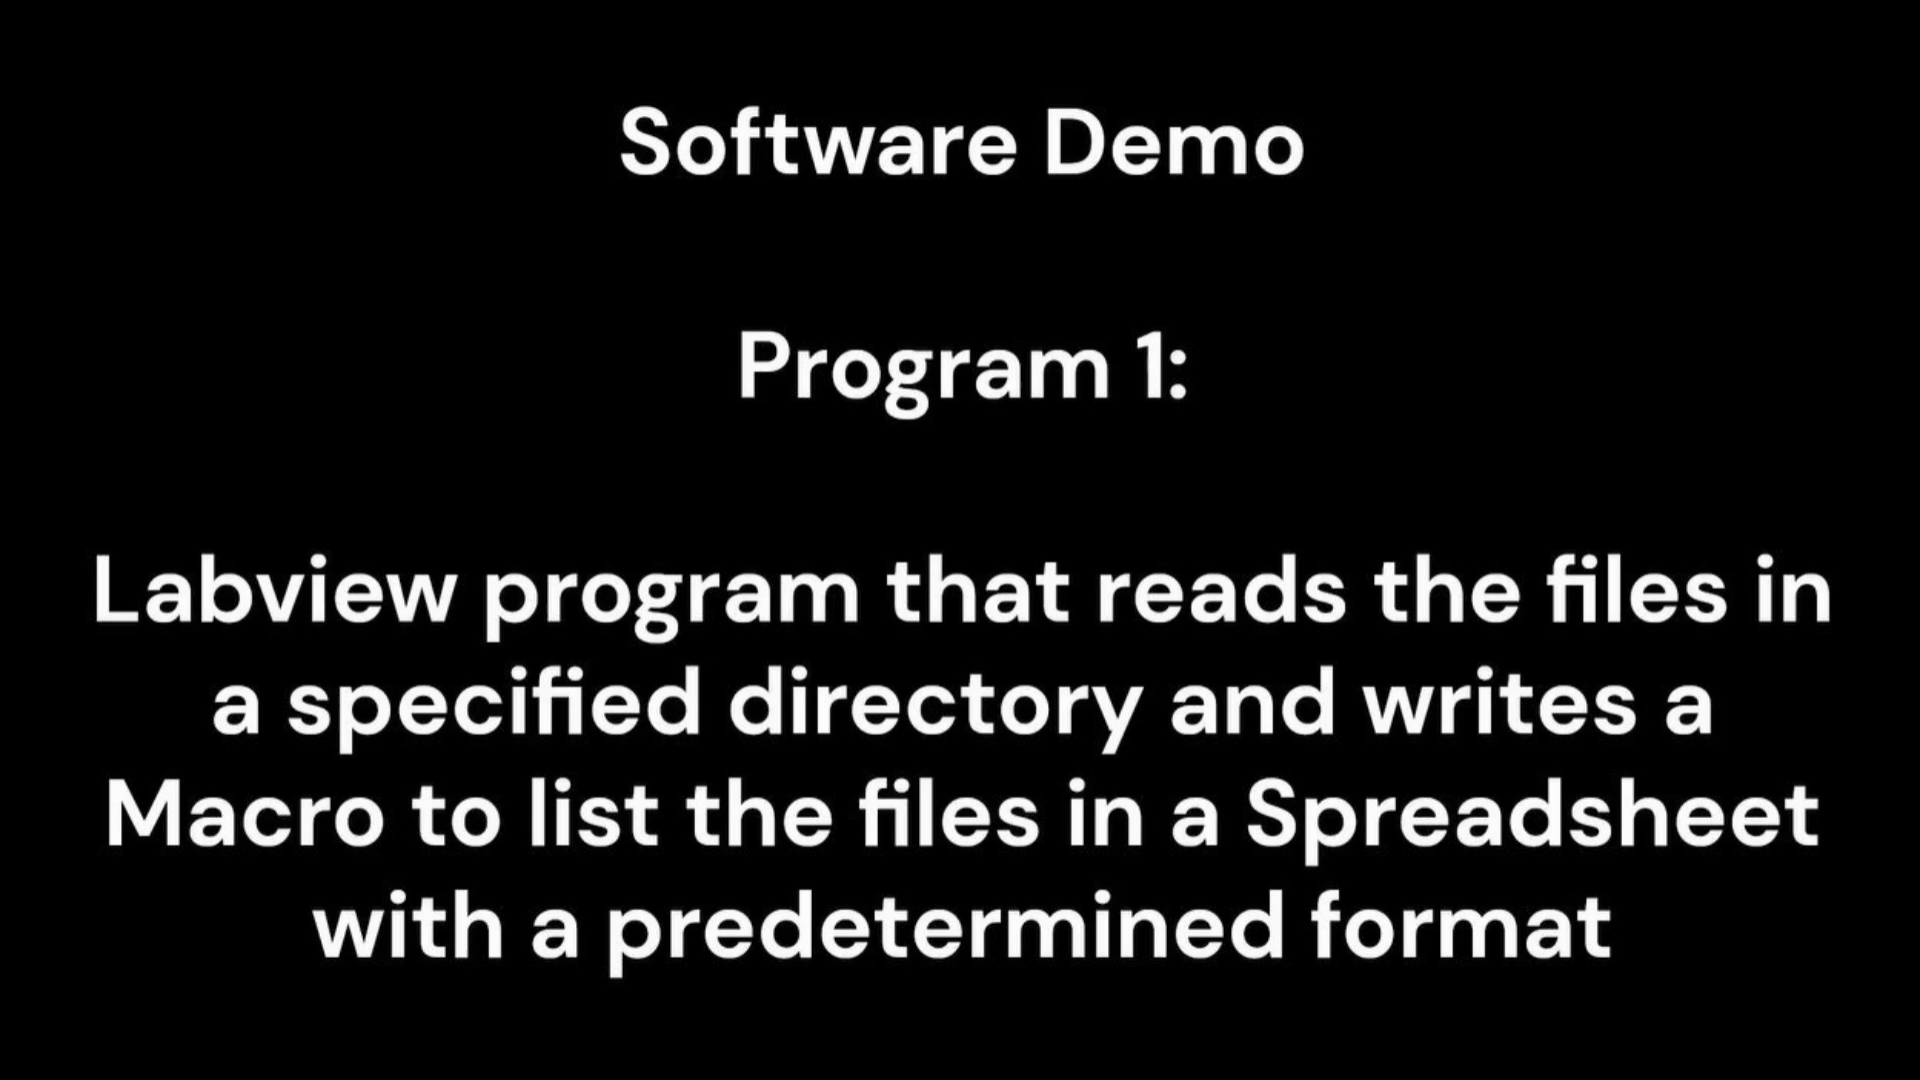 Software Demo
Program 1:
Labview program that reads the files in
a specified directory and writes a
Macro to list the files in a Spreadsheet
with a predetermined format